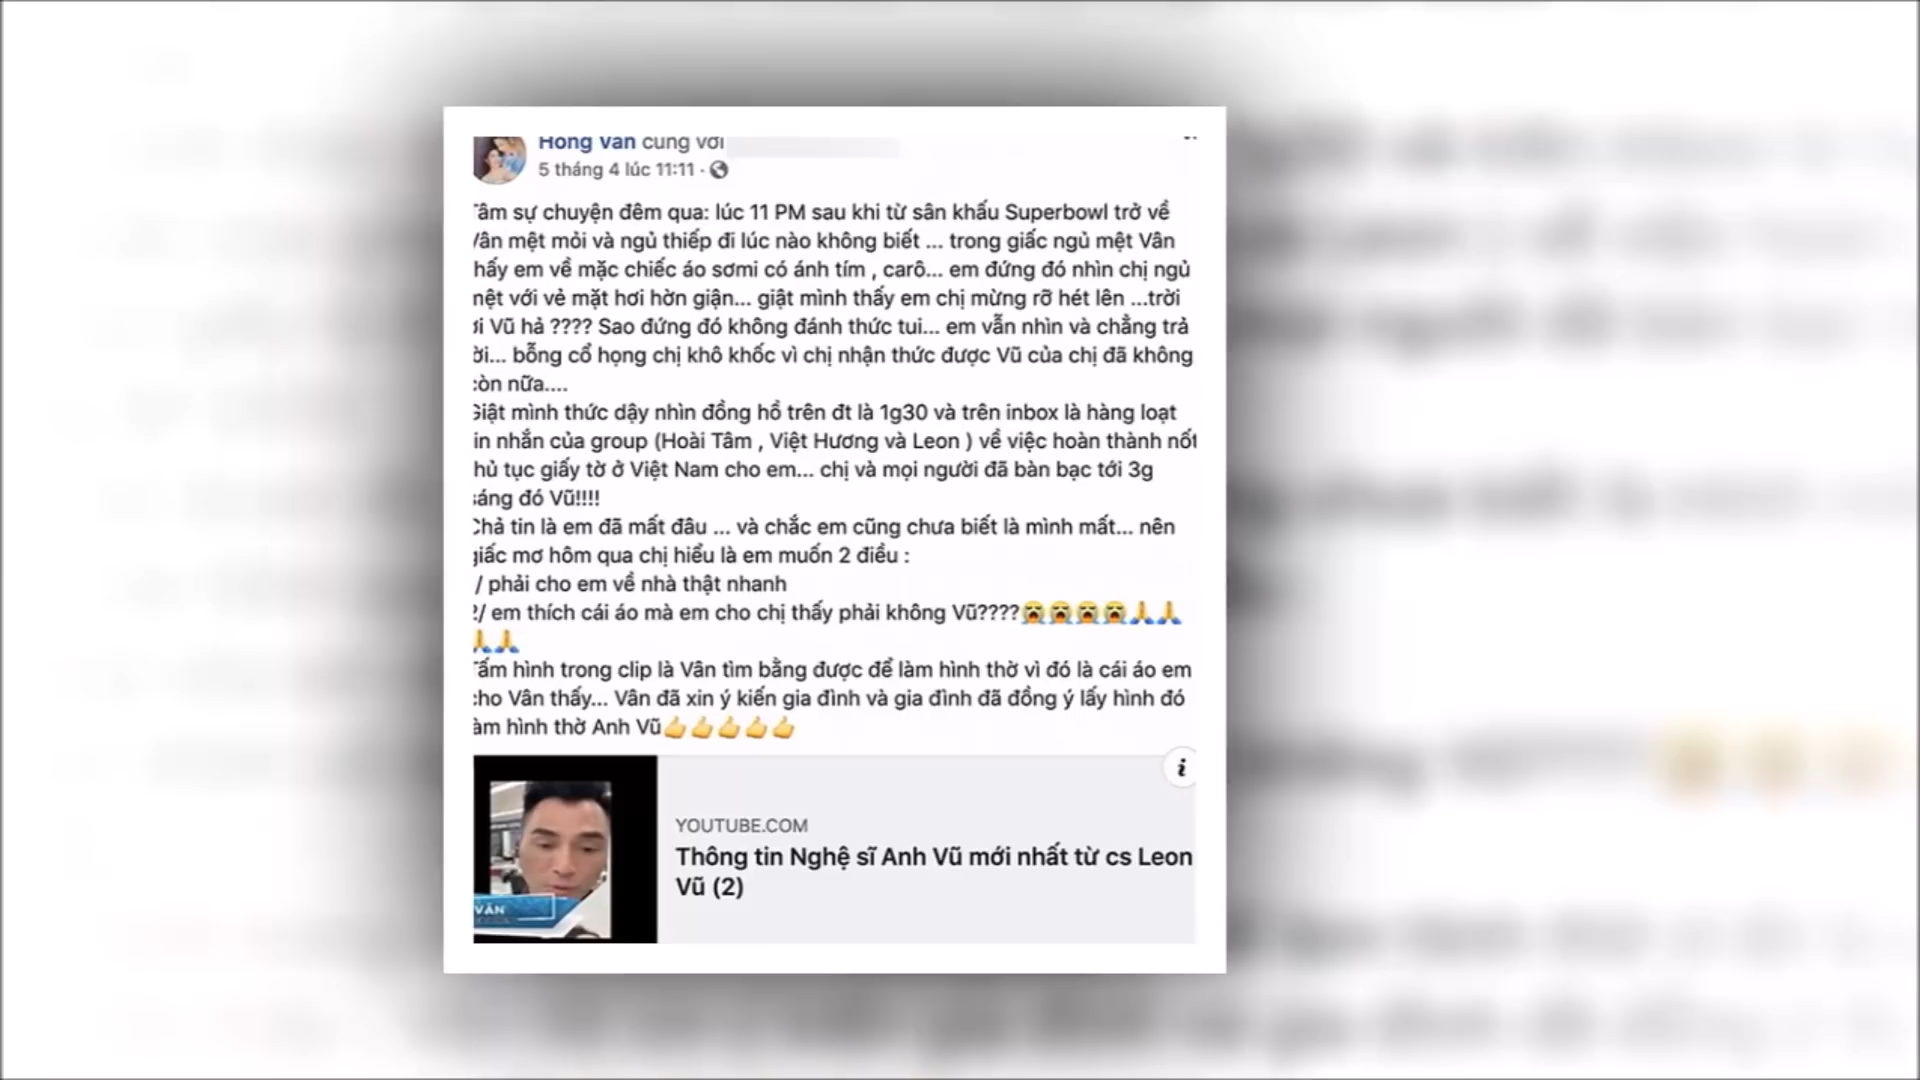 Hồng Vân cùng với
5 tháng 4 lúc 11:11 ·
Tâm sự chuyện đêm qua: lúc 11 PM sau khi từ sân khấu Superbowl trở về
Vân mệt mỏi và ngủ thiếp đi lúc nào không biết ... trong giấc ngủ mệt Vân
thấy em về mặc chiếc áo sơmi có ánh tím , carô... em đứng đó nhìn chị ngủ
mệt với vẻ mặt hơi hờn giận... giật mình thấy em chị mừng rỡ hét lên ...trời
ơi Vũ hả ???? Sao đứng đó không đánh thức tui... em vẫn nhìn và chẳng trả
lời... bỗng cổ họng chị khô khốc vì chị nhận thức được Vũ của chị đã không
còn nữa....
Giật mình thức dậy nhìn đồng hồ trên đt là 1g30 và trên inbox là hàng loạt
tin nhắn của group (Hoài Tâm , Việt Hương và Leon ) về việc hoàn thành nốt
thủ tục giấy tờ ở Việt Nam cho em... chị và mọi người đã bàn bạc tới 3g
sáng đó Vũ!!!!
Chả tin là em đã mất đâu ... và chắc em cũng chưa biết là mình mất... nên
giấc mơ hôm qua chị hiểu là em muốn 2 điều :
/ phải cho em về nhà thật nhanh
2/ em thích cái áo mà em cho chị thấy phải không Vũ????😭😭😭😭🙏🙏
🙏🙏
Tấm hình trong clip là Vân tìm bằng được để làm hình thờ vì đó là cái áo em
cho Vân thấy... Vân đã xin ý kiến gia đình và gia đình đã đồng ý lấy hình đó
làm hình thờ Anh Vũ👍👍👍👍👍
YOUTUBE.COM
Thông tin Nghệ sĩ Anh Vũ mới nhất từ cs Leon
Vũ (2)
VÂN